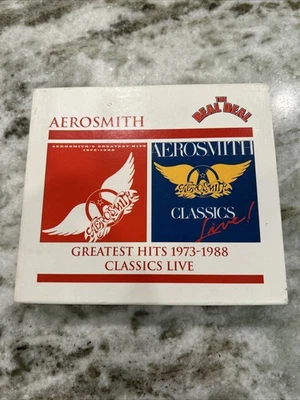 THE
REAL DEAL
AEROSMITH
AEROSMITH'S GREATEST HITS
1973-1988
AEROSMITH
AEROSMITH
AEROSMITH
CLASSICS
Live!
GREATEST HITS 1973-1988
CLASSICS LIVE